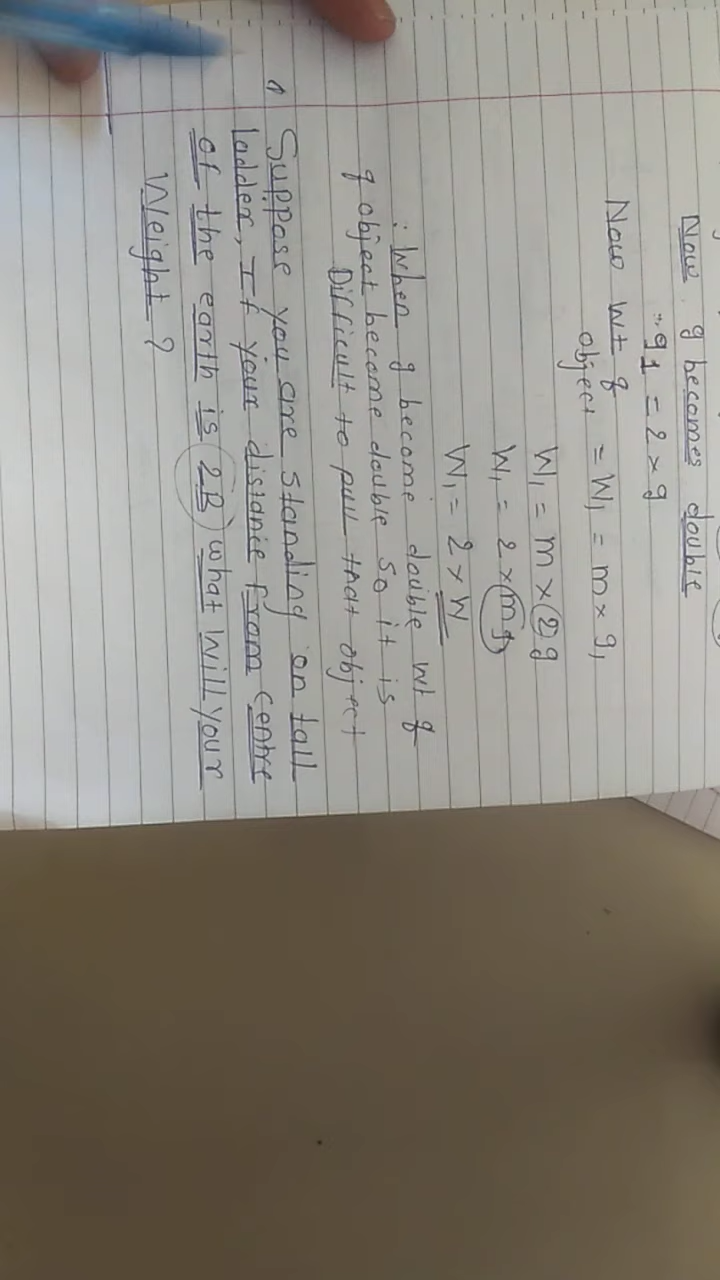 Now g becomes double
∴ g1 = 2 × g
Now wt of
object = W1 = m × g1
W1 = m × 2 g
W1 = 2 × mg
W1 = 2 × W
∴ When g become double wt of
of object become double so it is
Difficult to pull that object
Suppose you are standing on tall
ladder, If your distance from centre
of the earth is 2R what will your
Weight ?